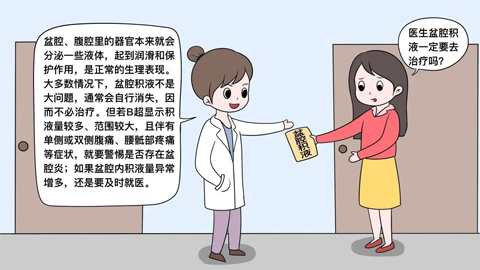 盆腔、腹腔里的器官本来就会
分泌一些液体，起到润滑和保
护作用，是正常的生理表现。
大多数情况下，盆腔积液不是
大问题，通常会自行消失，因
而不必治疗。但若B超显示积
液量较多、范围较大，且伴有
单侧或双侧腹痛、腰骶部疼痛
等症状，就要警惕是否存在盆
腔炎；如果盆腔内积液量异常
增多，还是要及时就医。
医生盆腔积
液一定要去
治疗吗？
盆腔积液